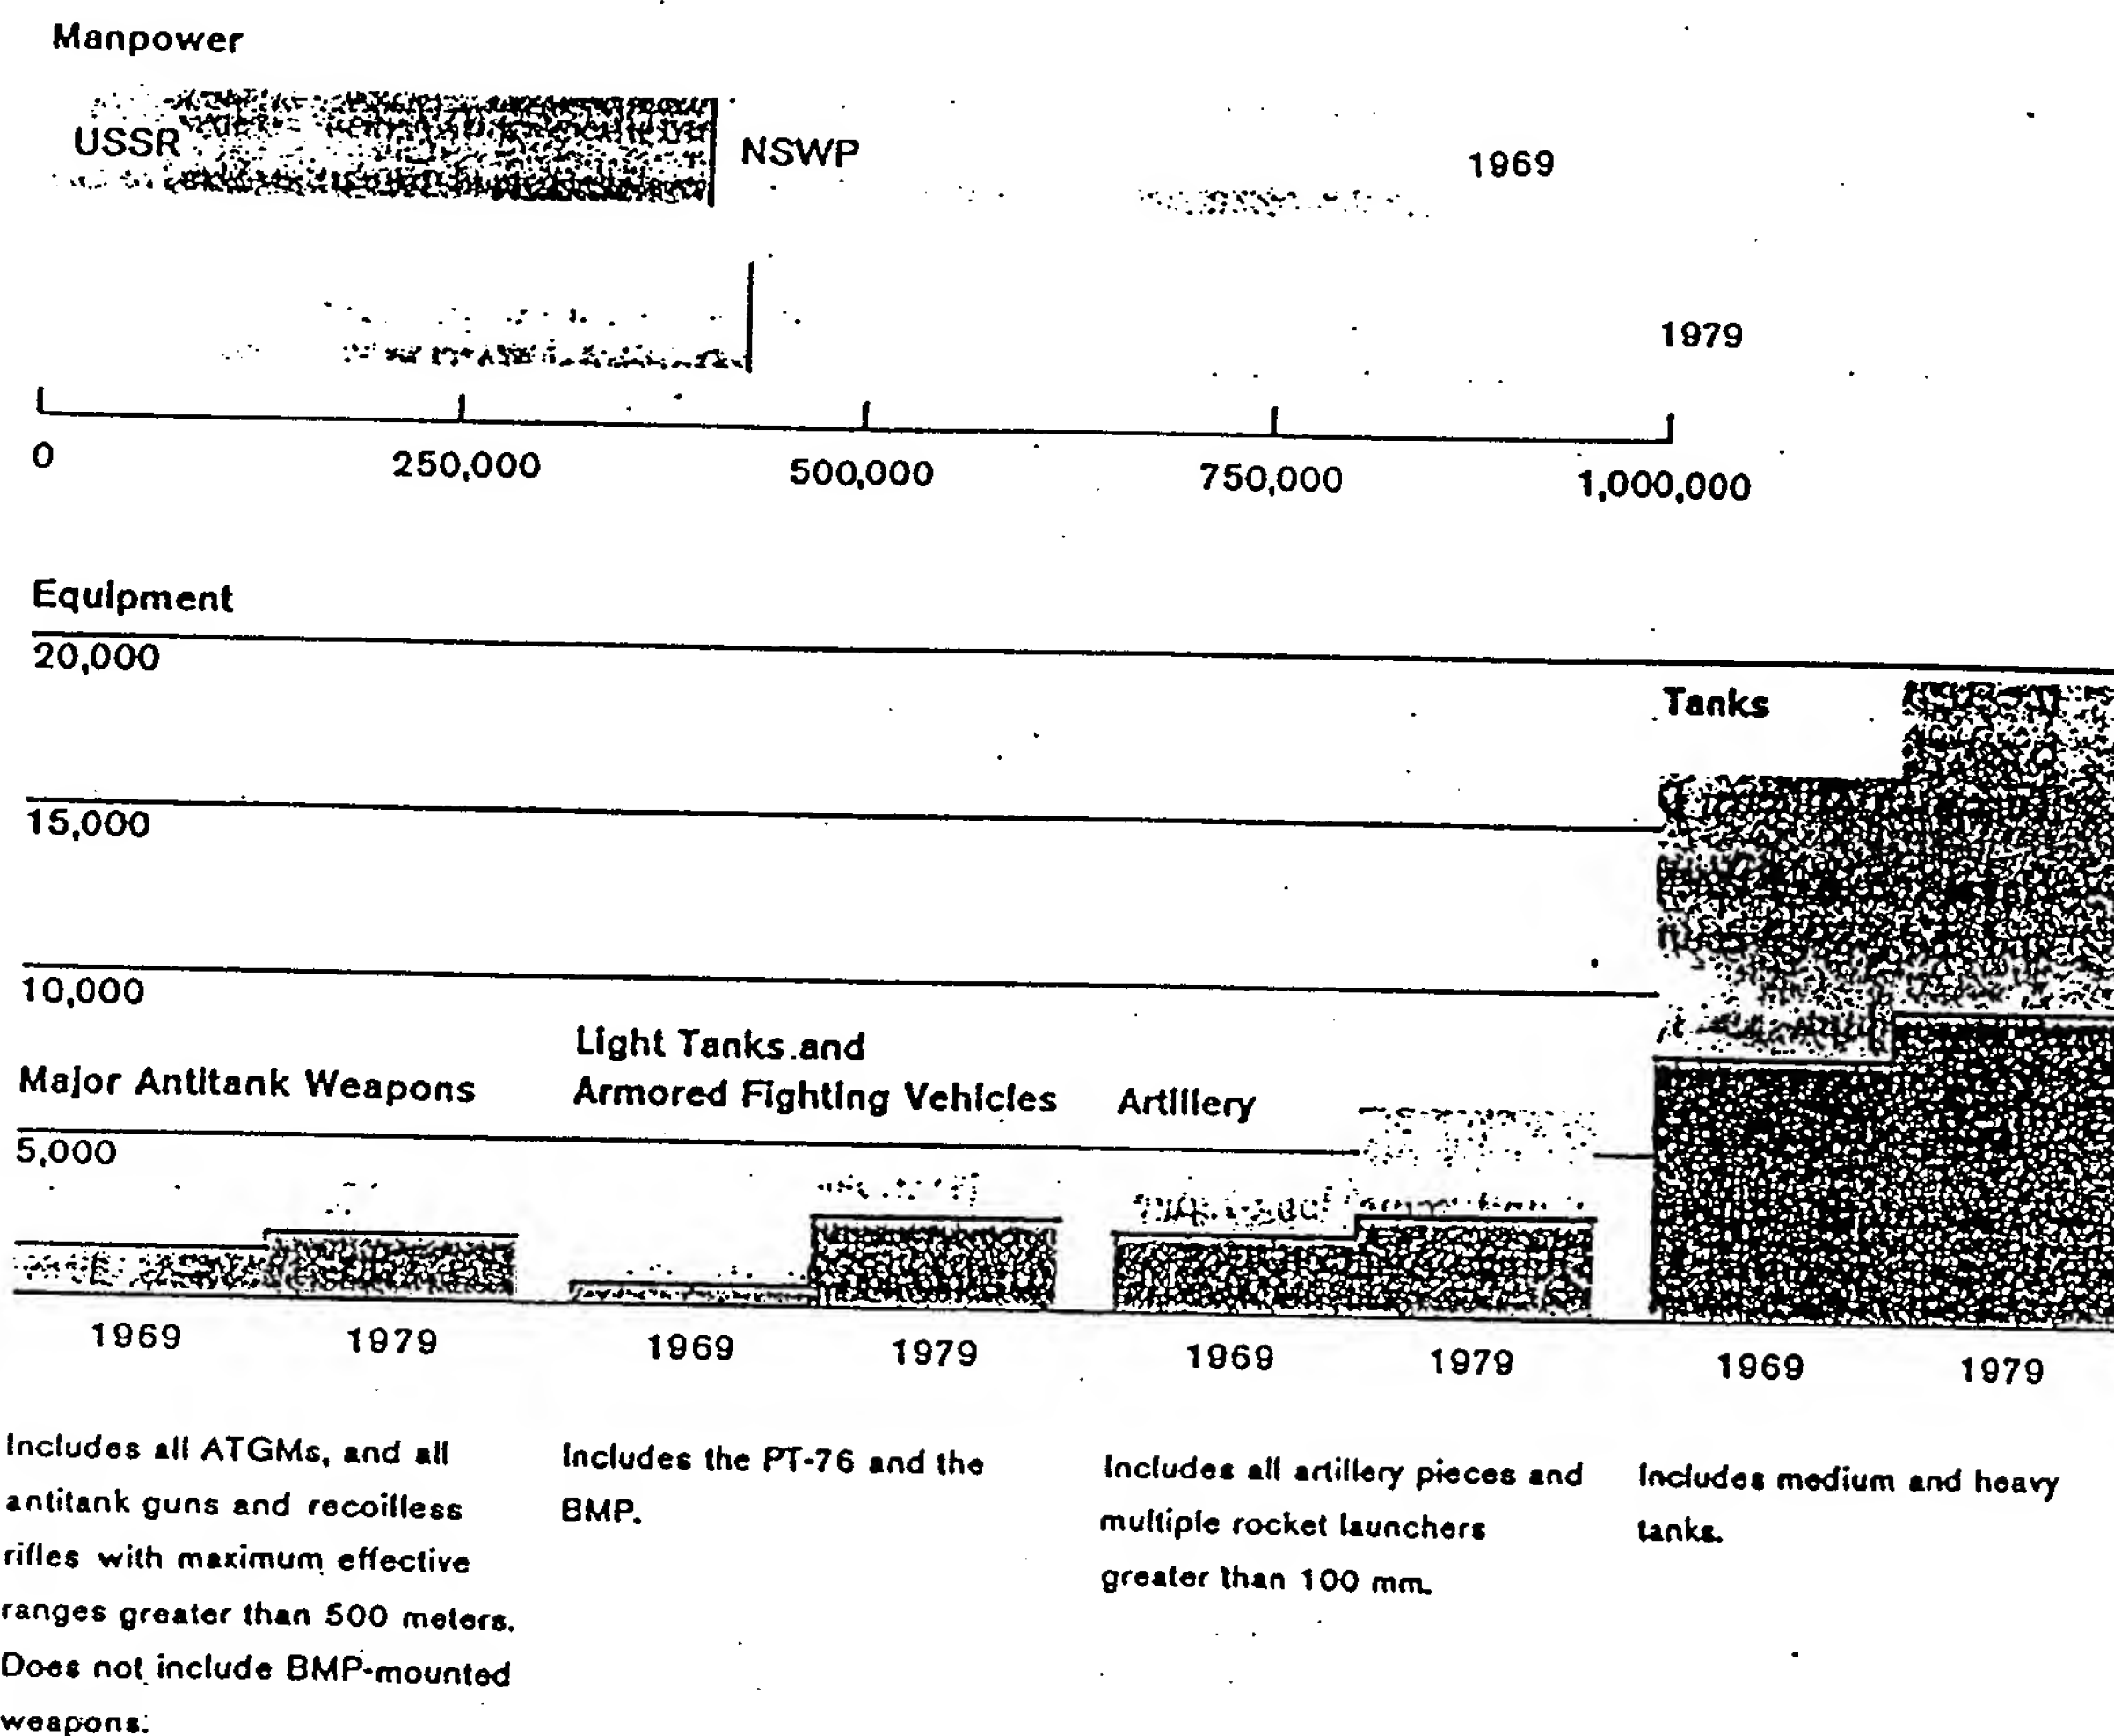 Manpower
USSR
NSWP
1969
1979
0
250,000
500,000
750,000
1,000,000
Equipment
20,000
Tanks
15,000
10,000
Light Tanks and
Armored Fighting Vehicles
Major Antitank Weapons
Artillery
5,000
1969
1979
1969
1979
1969
1979
1969
1979
Includes all ATGMs, and all
antitank guns and recoilless
rifles with maximum effective
ranges greater than 500 meters.
Does not include BMP-mounted
weapons.
Includes the PT-76 and the
BMP.
Includes all artillery pieces and
multiple rocket launchers
greater than 100 mm.
Includes medium and heavy
tanks.